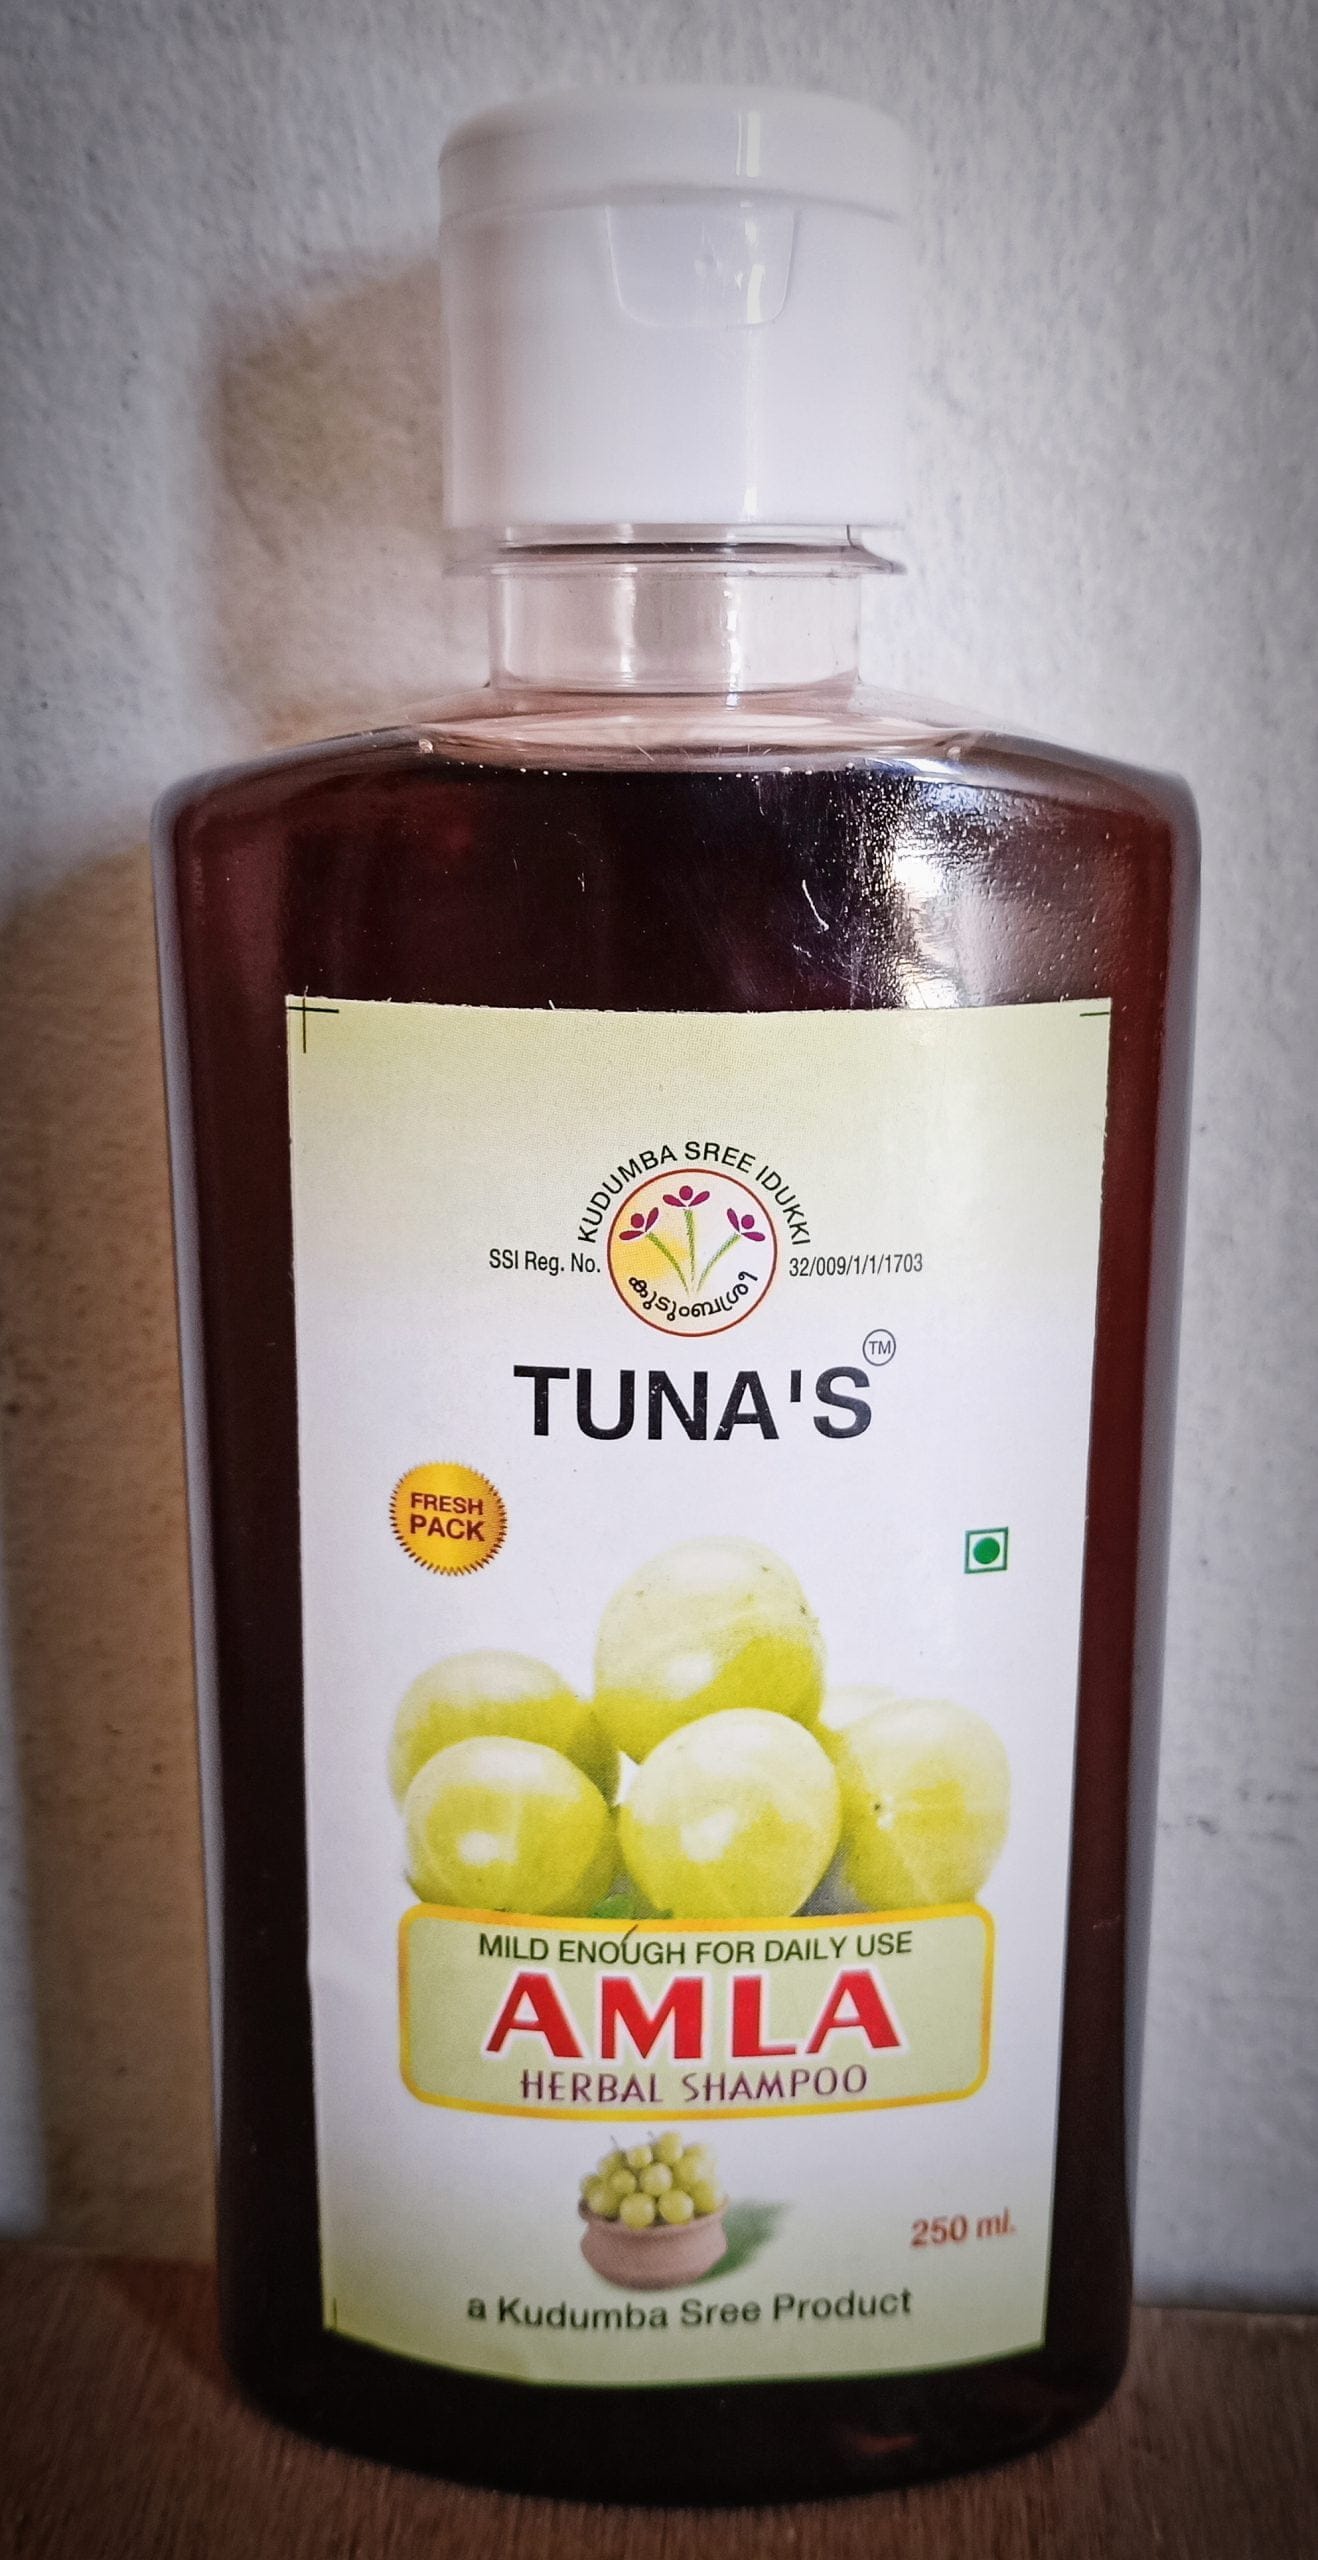 KUDUMBA SREE IDUKKI
SSI Reg. No. 32/009/1/1/1703
കുടുംബശ്രീ
TUNA'S TM
FRESH
PACK
MILD ENOUGH FOR DAILY USE
AMLA
HERBAL SHAMPOO
250 ml.
a Kudumba Sree Product